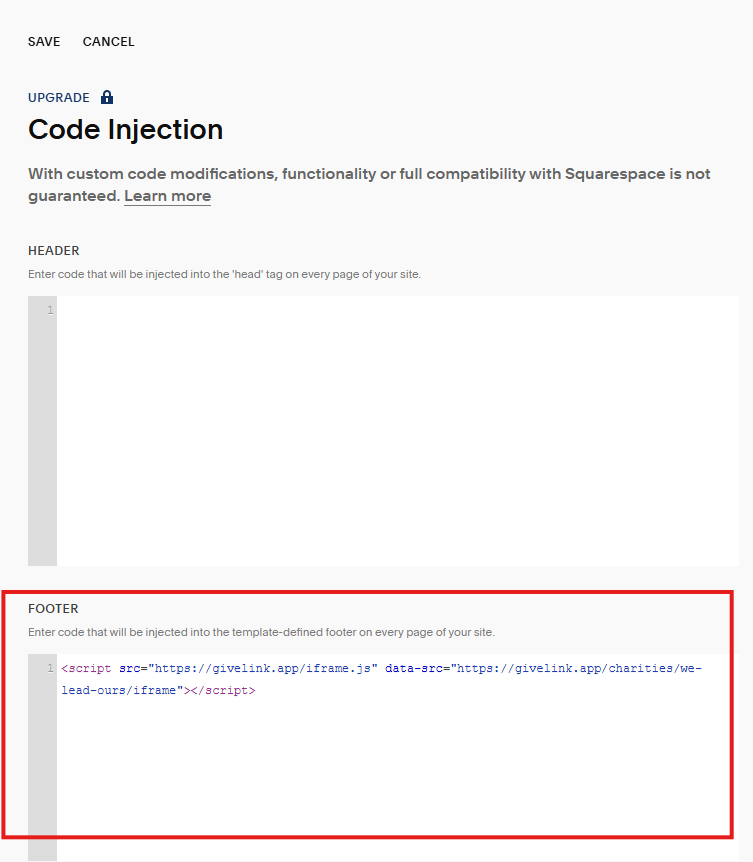 SAVE CANCEL
UPGRADE
Code Injection
With custom code modifications, functionality or full compatibility with Squarespace is not
guaranteed. Learn more
HEADER
Enter code that will be injected into the 'head' tag on every page of your site.
1
FOOTER
Enter code that will be injected into the template-defined footer on every page of your site.
1 <script src="https://givelink.app/iframe.js" data-src="https://givelink.app/charities/we-
lead-ours/iframe"></script>